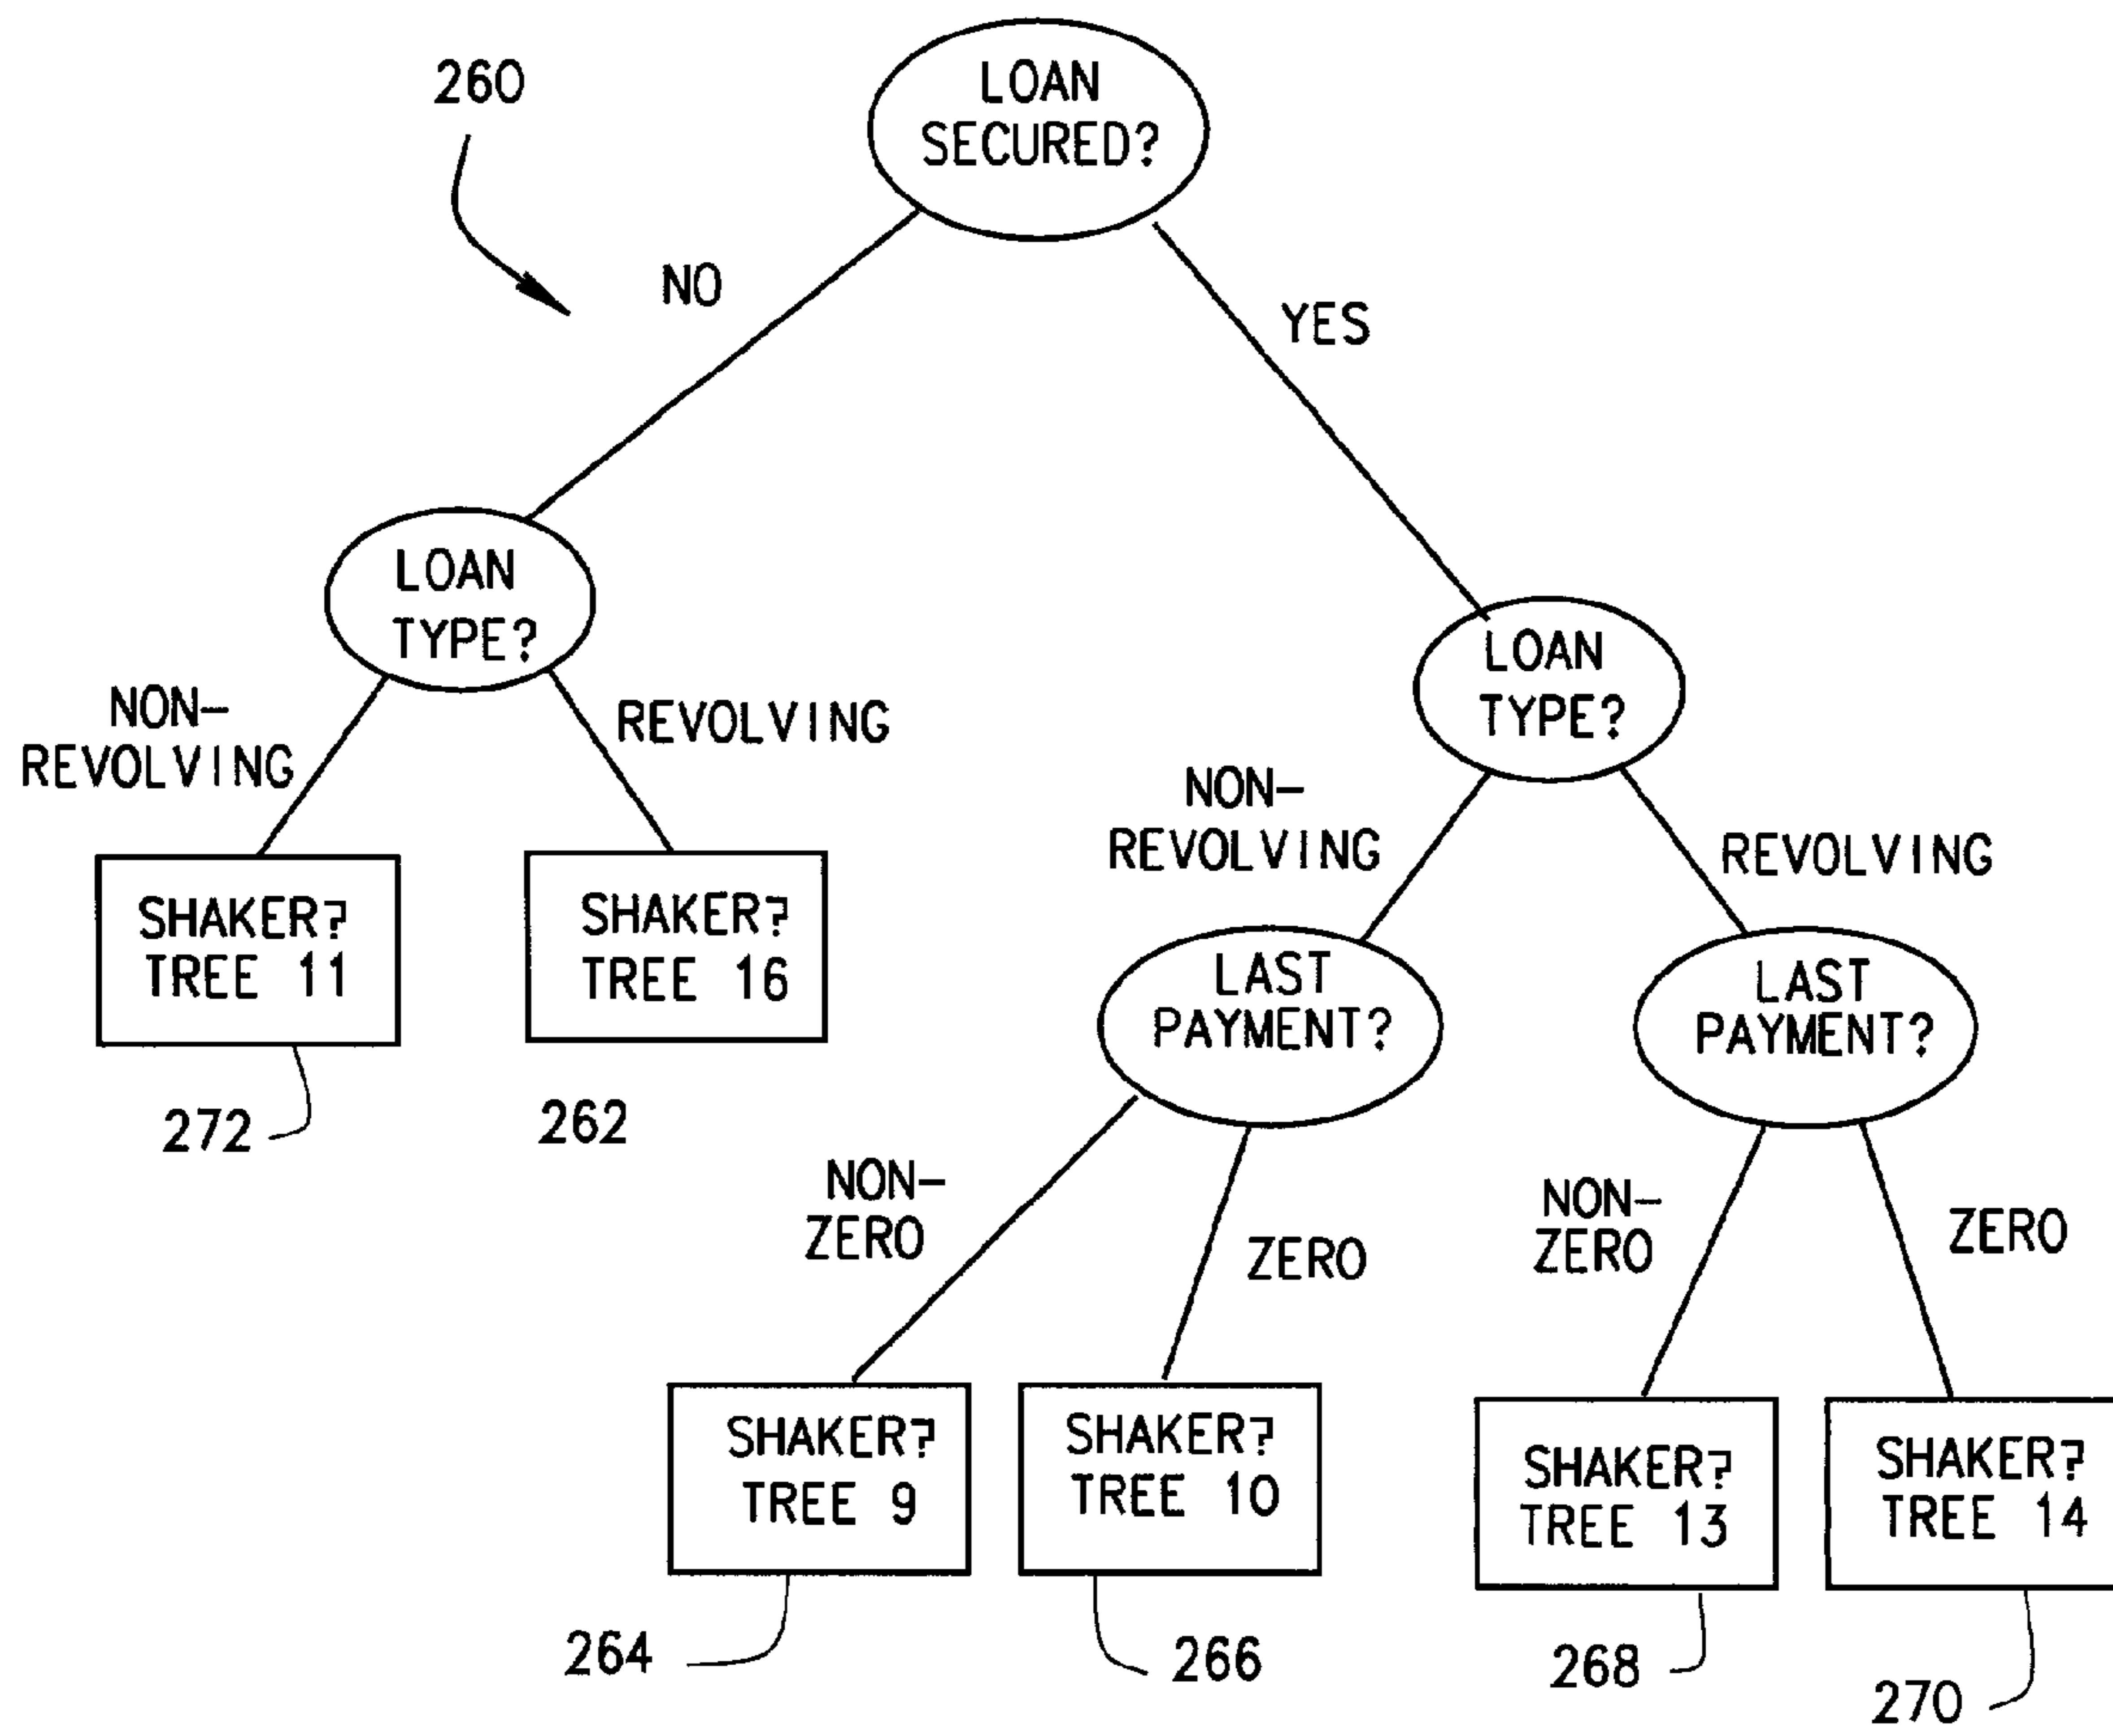 260
LOAN
SECURED?
NO
YES
LOAN
TYPE?
LOAN
TYPE?
NON-
REVOLVING
REVOLVING
NON-
REVOLVING
REVOLVING
SHAKER?
TREE 11
SHAKER?
TREE 16
272
262
LAST
PAYMENT?
LAST
PAYMENT?
NON-
ZERO
ZERO
NON-
ZERO
ZERO
SHAKER?
TREE 9
SHAKER?
TREE 10
SHAKER?
TREE 13
SHAKER?
TREE 14
264
266
268
270